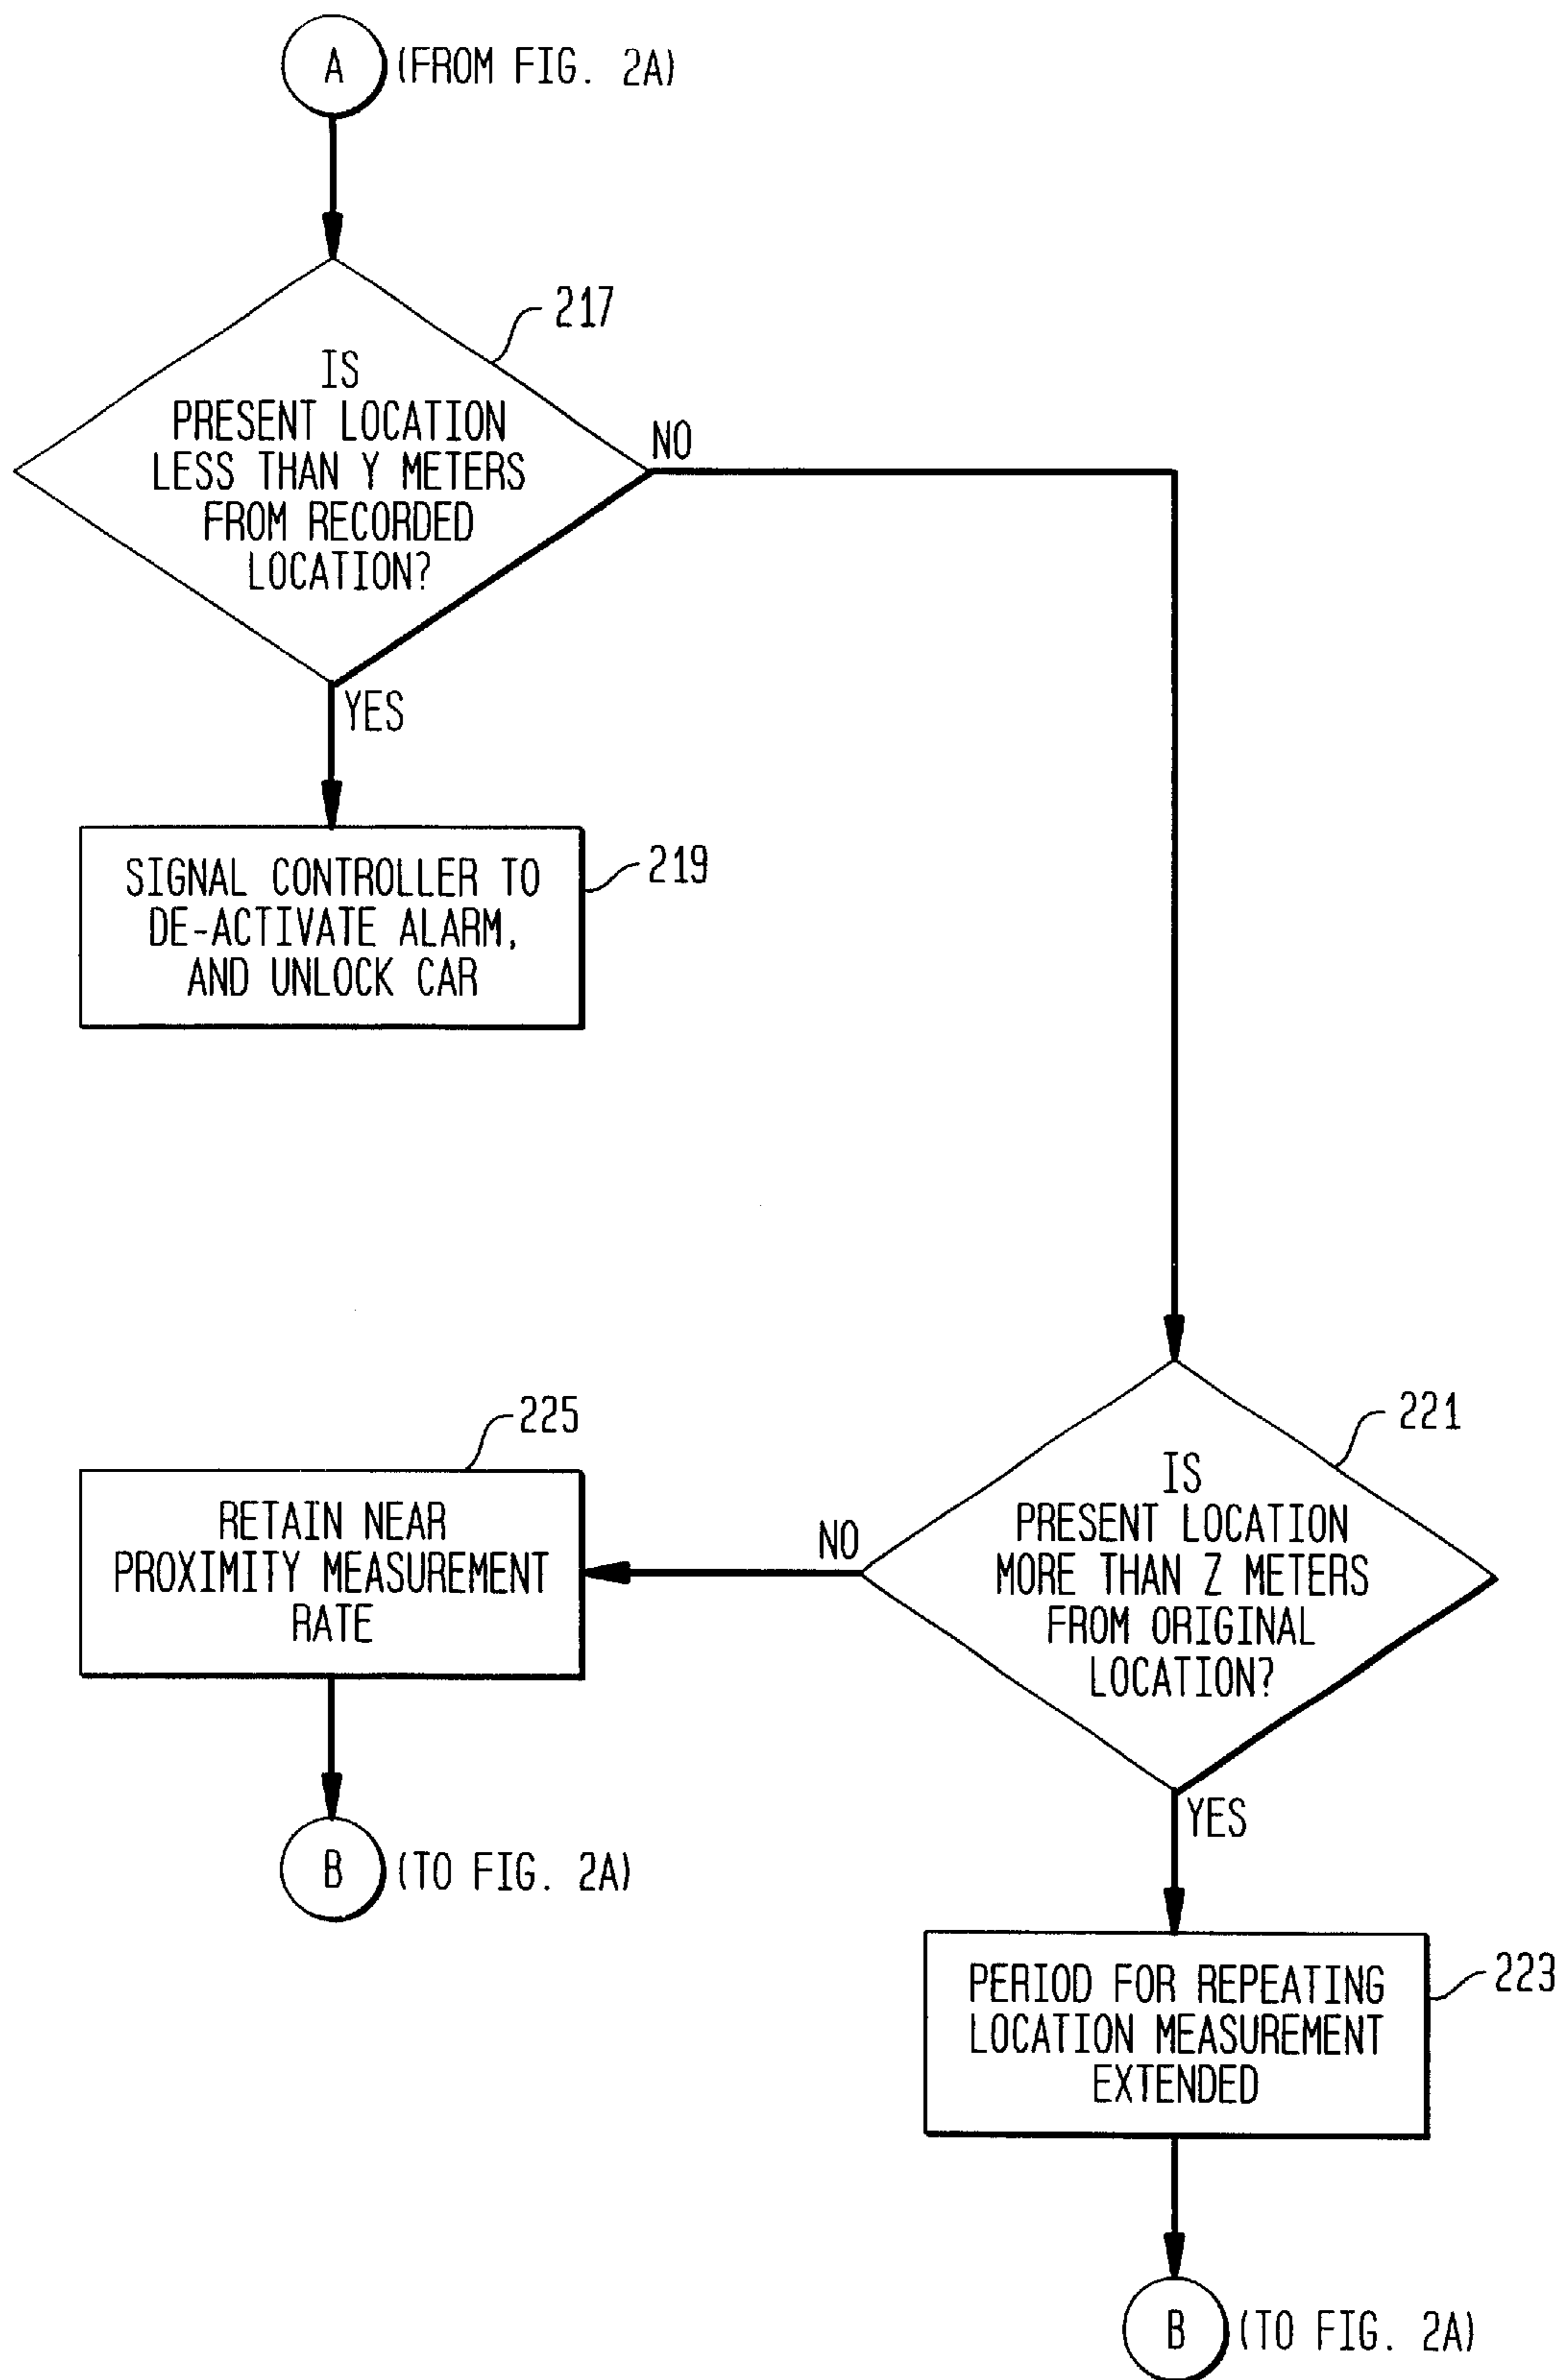 A (FROM FIG. 2A)
217
IS
PRESENT LOCATION
LESS THAN Y METERS
FROM RECORDED
LOCATION?
NO
YES
SIGNAL CONTROLLER TO
DE-ACTIVATE ALARM,
AND UNLOCK CAR
219
221
IS
PRESENT LOCATION
MORE THAN Z METERS
FROM ORIGINAL
LOCATION?
NO
YES
225
RETAIN NEAR
PROXIMITY MEASUREMENT
RATE
B (TO FIG. 2A)
PERIOD FOR REPEATING
LOCATION MEASUREMENT
EXTENDED
223
B (TO FIG. 2A)